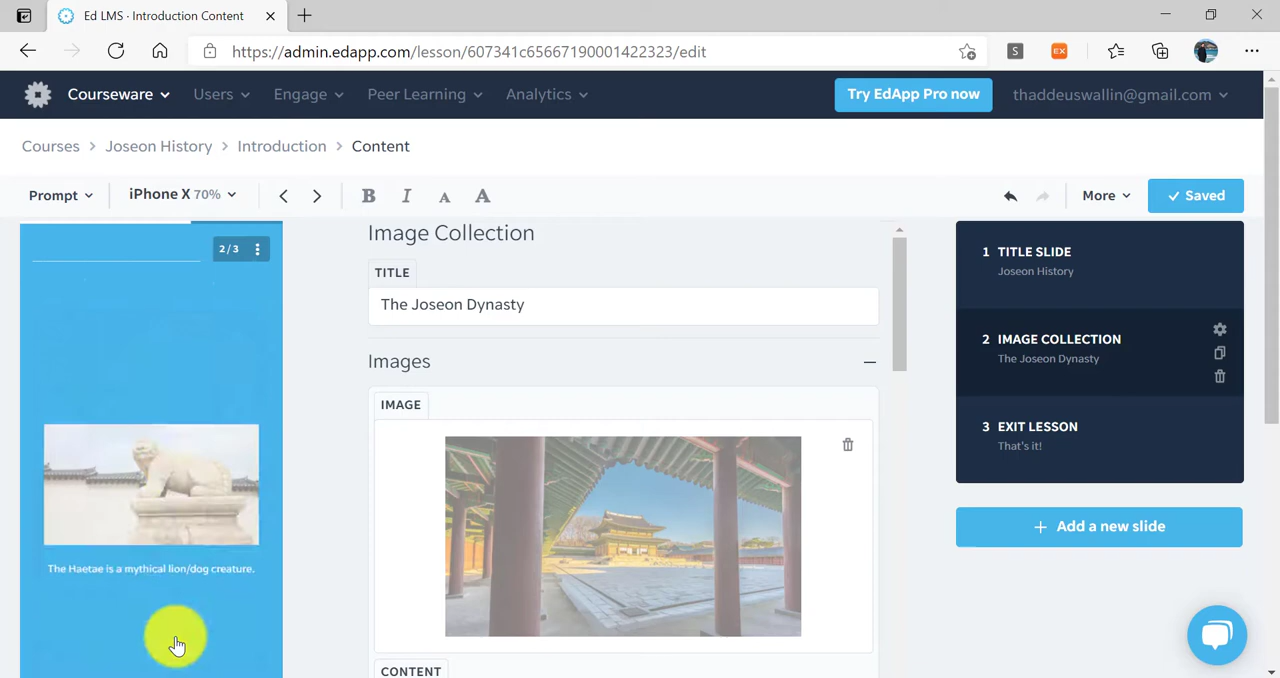 Ed LMS · Introduction Content
https://admin.edapp.com/lesson/607341c65667190001422323/edit
S
EX
Courseware
Users
Engage
Peer Learning
Analytics
Try EdApp Pro now
thaddeuswallin@gmail.com
Courses > Joseon History > Introduction > Content
Prompt
iPhone X 70%
B
I
A
A
More
Saved
2/3
The Haetae is a mythical lion/dog creature.
Image Collection
TITLE
The Joseon Dynasty
Images
IMAGE
CONTENT
1 TITLE SLIDE
Joseon History
2 IMAGE COLLECTION
The Joseon Dynasty
3 EXIT LESSON
That's it!
+ Add a new slide